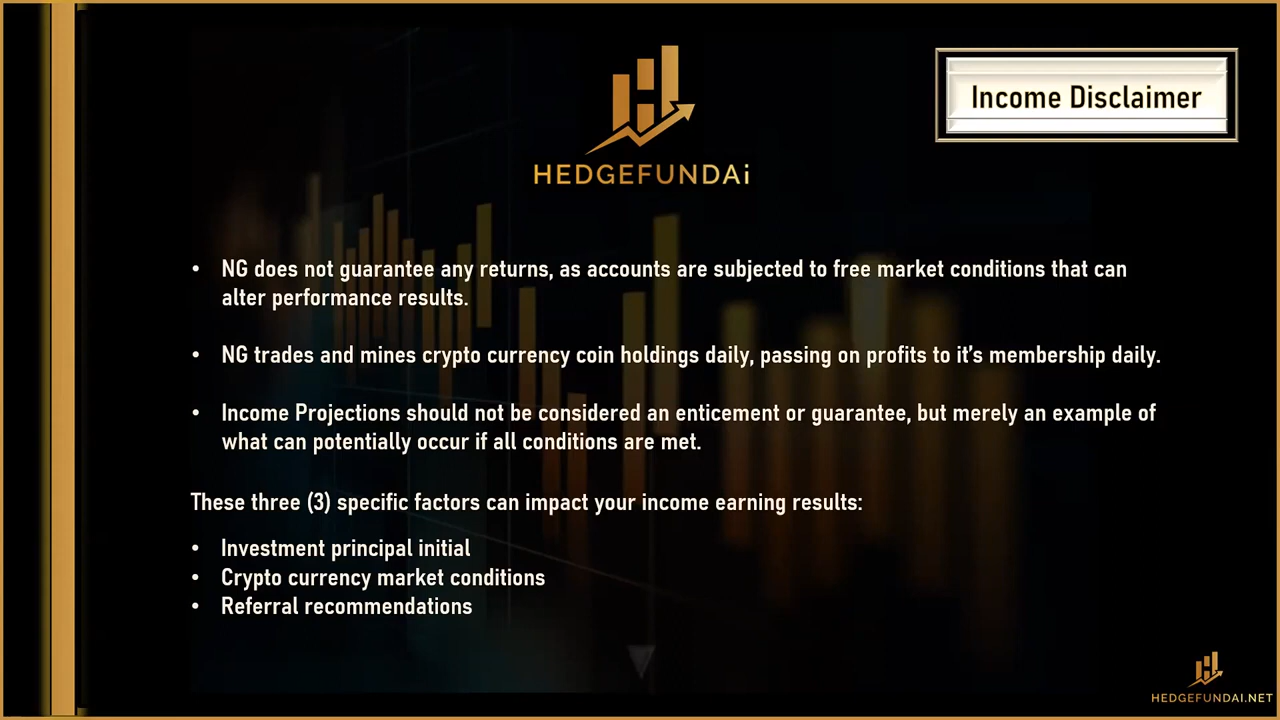 Income Disclaimer
HEDGEFUNDAi
• NG does not guarantee any returns, as accounts are subjected to free market conditions that can
alter performance results.
• NG trades and mines crypto currency coin holdings daily, passing on profits to it's membership daily.
• Income Projections should not be considered an enticement or guarantee, but merely an example of
what can potentially occur if all conditions are met.
These three (3) specific factors can impact your income earning results:
• Investment principal initial
• Crypto currency market conditions
• Referral recommendations
HEDGEFUNDAI.NET